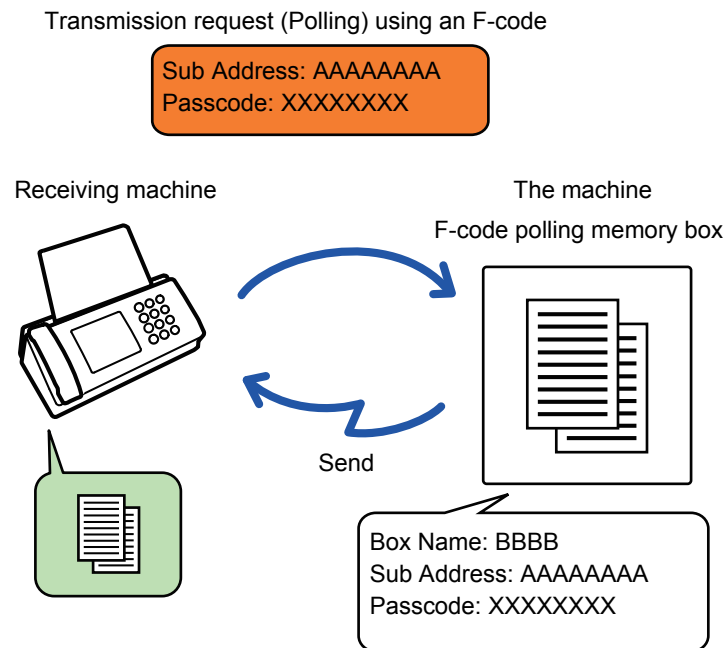 Transmission request (Polling) using an F-code
Sub Address: AAAAAAAA
Passcode: XXXXXXXX
Receiving machine
The machine
F-code polling memory box
Send
Box Name: BBBB
Sub Address: AAAAAAAA
Passcode: XXXXXXXX